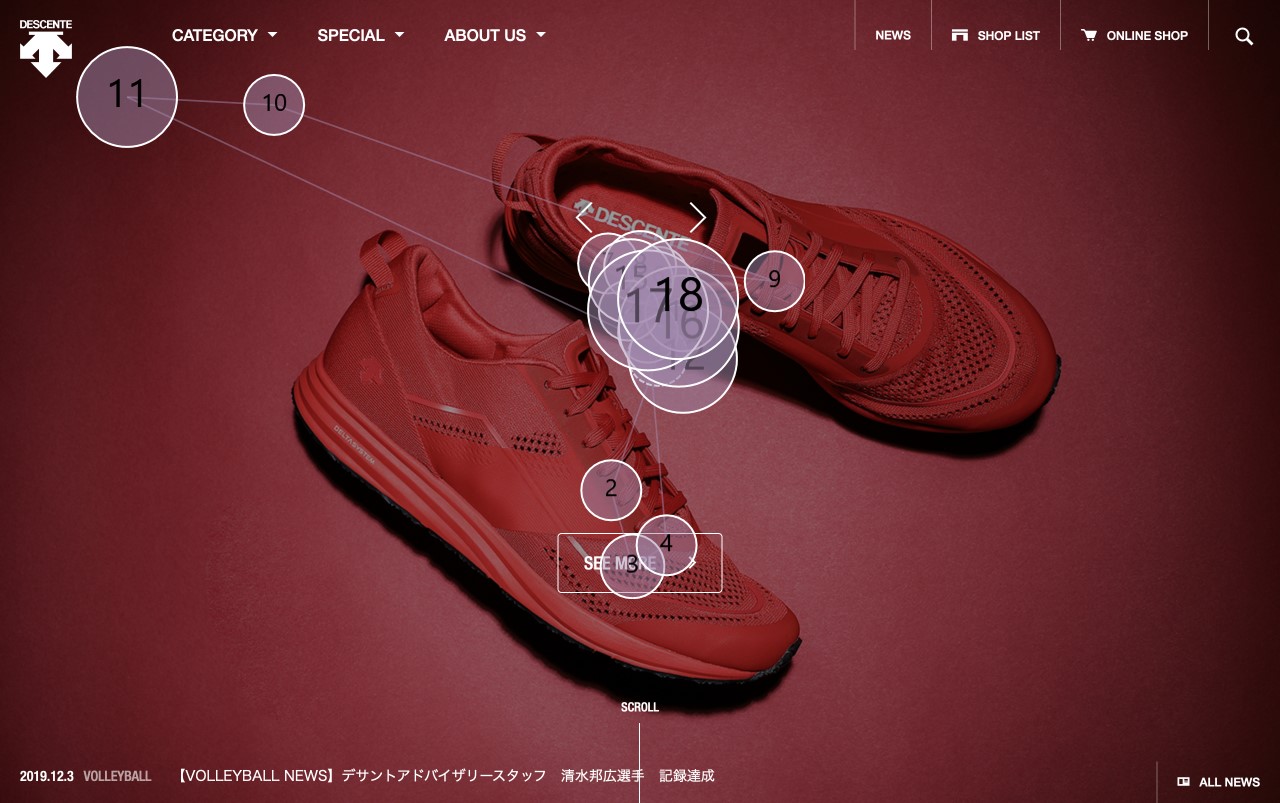 DESCENTE
CATEGORY
SPECIAL
ABOUT US
NEWS
SHOP LIST
ONLINE SHOP
11
10
DESCENTE
9
18
17
16
12
DELTASYSTEM
2
4
3
SEE MORE
SCROLL
2019.12.3 VOLLEYBALL 【VOLLEYBALL NEWS】デサントアドバイザリースタッフ 清水邦広選手 記録達成
ALL NEWS